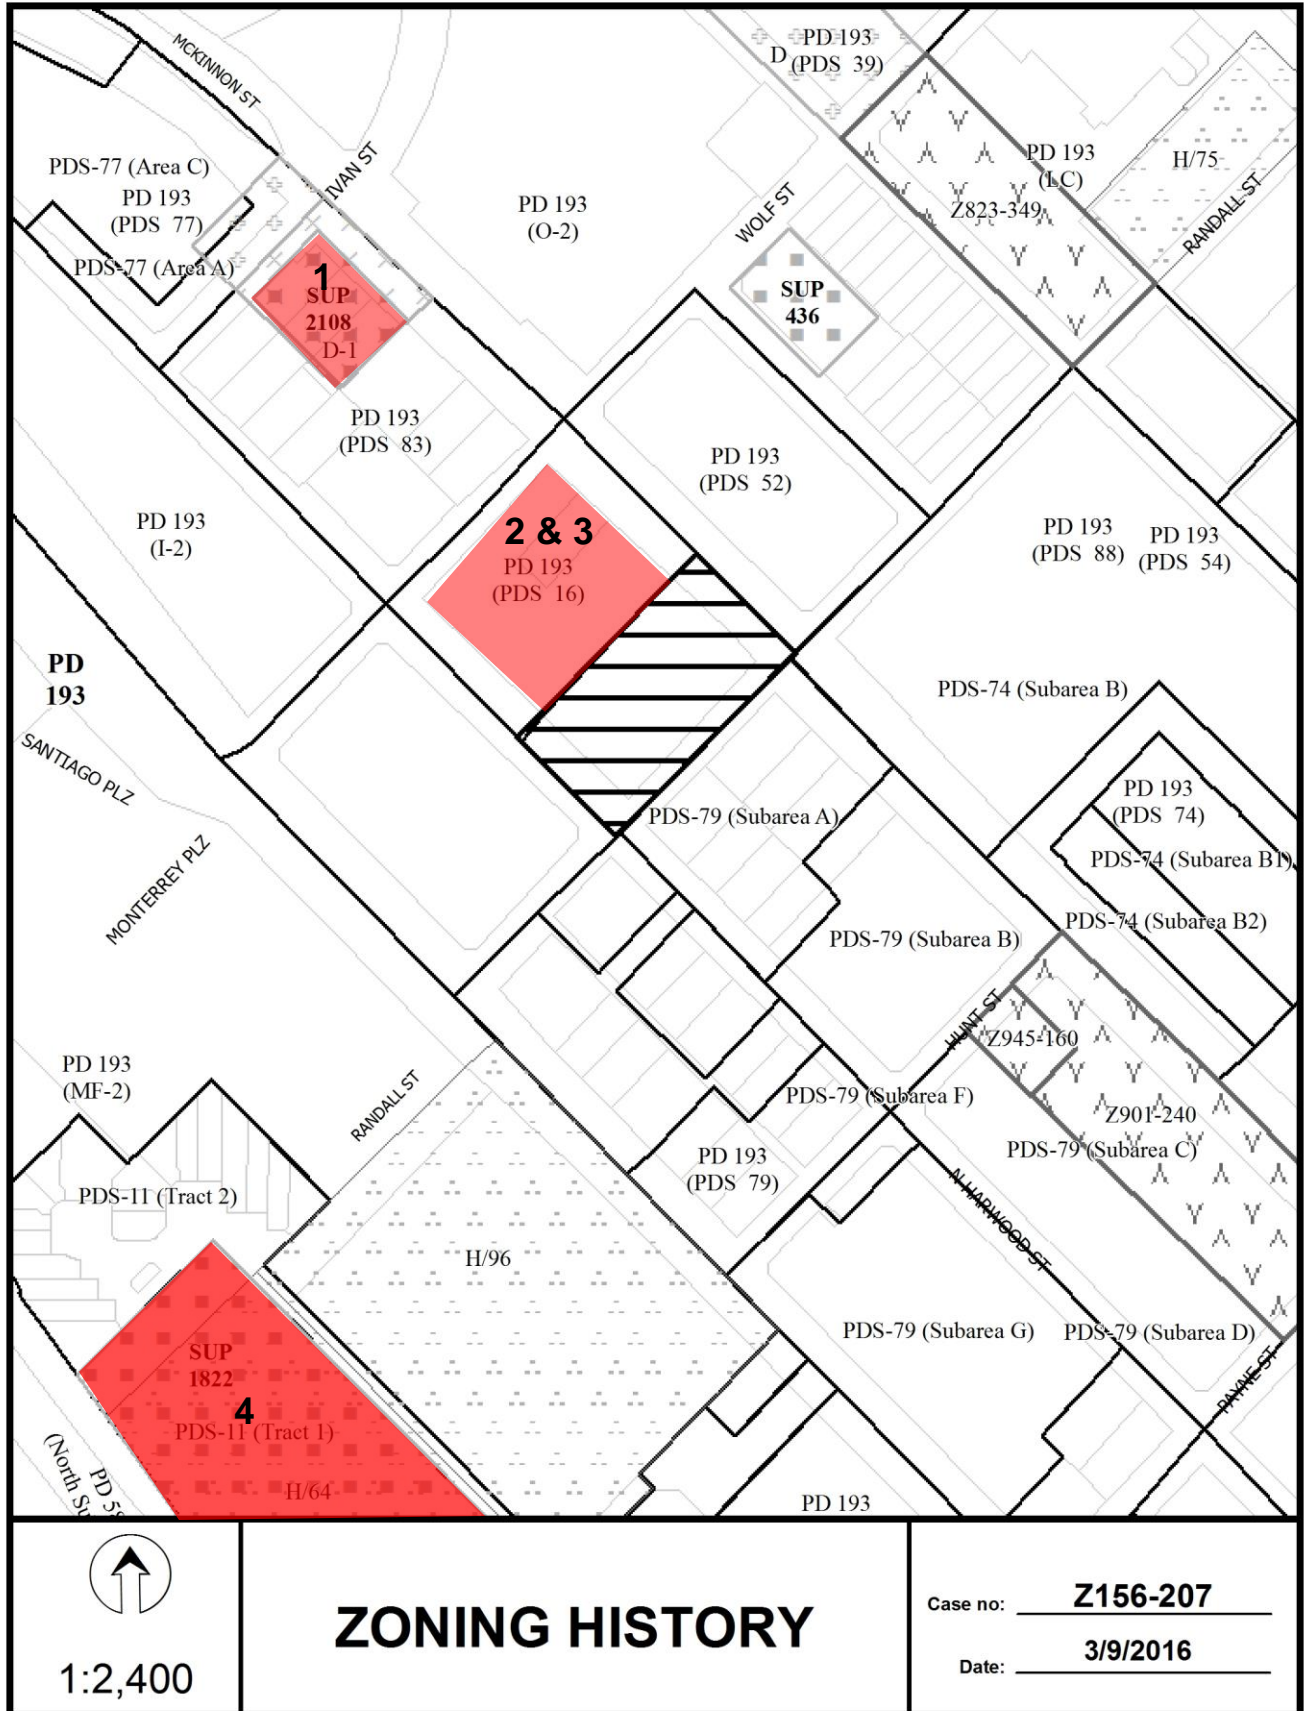 MCKINNON ST
PD 193
D (PDS 39)
PDS-77 (Area C)
IVAN ST
PD 193
(LC)
H/75
PD 193
(PDS 77)
PD 193
(O-2)
WOLF ST
Z823-349
RANDALL ST
PDS-77 (Area A)
1
SUP
2108
D-1
SUP
436
PD 193
(PDS 83)
PD 193
(PDS 52)
PD 193
(I-2)
2 & 3
PD 193
(PDS 16)
PD 193
(PDS 88)
PD 193
(PDS 54)
PD
193
PDS-74 (Subarea B)
SANTIAGO PLZ
PD 193
(PDS 74)
PDS-79 (Subarea A)
PDS-74 (Subarea B1)
MONTERREY PLZ
PDS-74 (Subarea B2)
PDS-79 (Subarea B)
HUNT ST
Z945-160
PD 193
(MF-2)
RANDALL ST
PDS-79 (Subarea F)
Z901-240
PDS-79 (Subarea C)
PD 193
(PDS 79)
PDS-11 (Tract 2)
N HARWOOD ST
H/96
PDS-79 (Subarea G)
PDS-79 (Subarea D)
SUP
1822
4
PDS-11 (Tract 1)
PAYNE ST
H/64
PD 193
1:2,400
ZONING HISTORY
Case no: Z156-207
Date: 3/9/2016